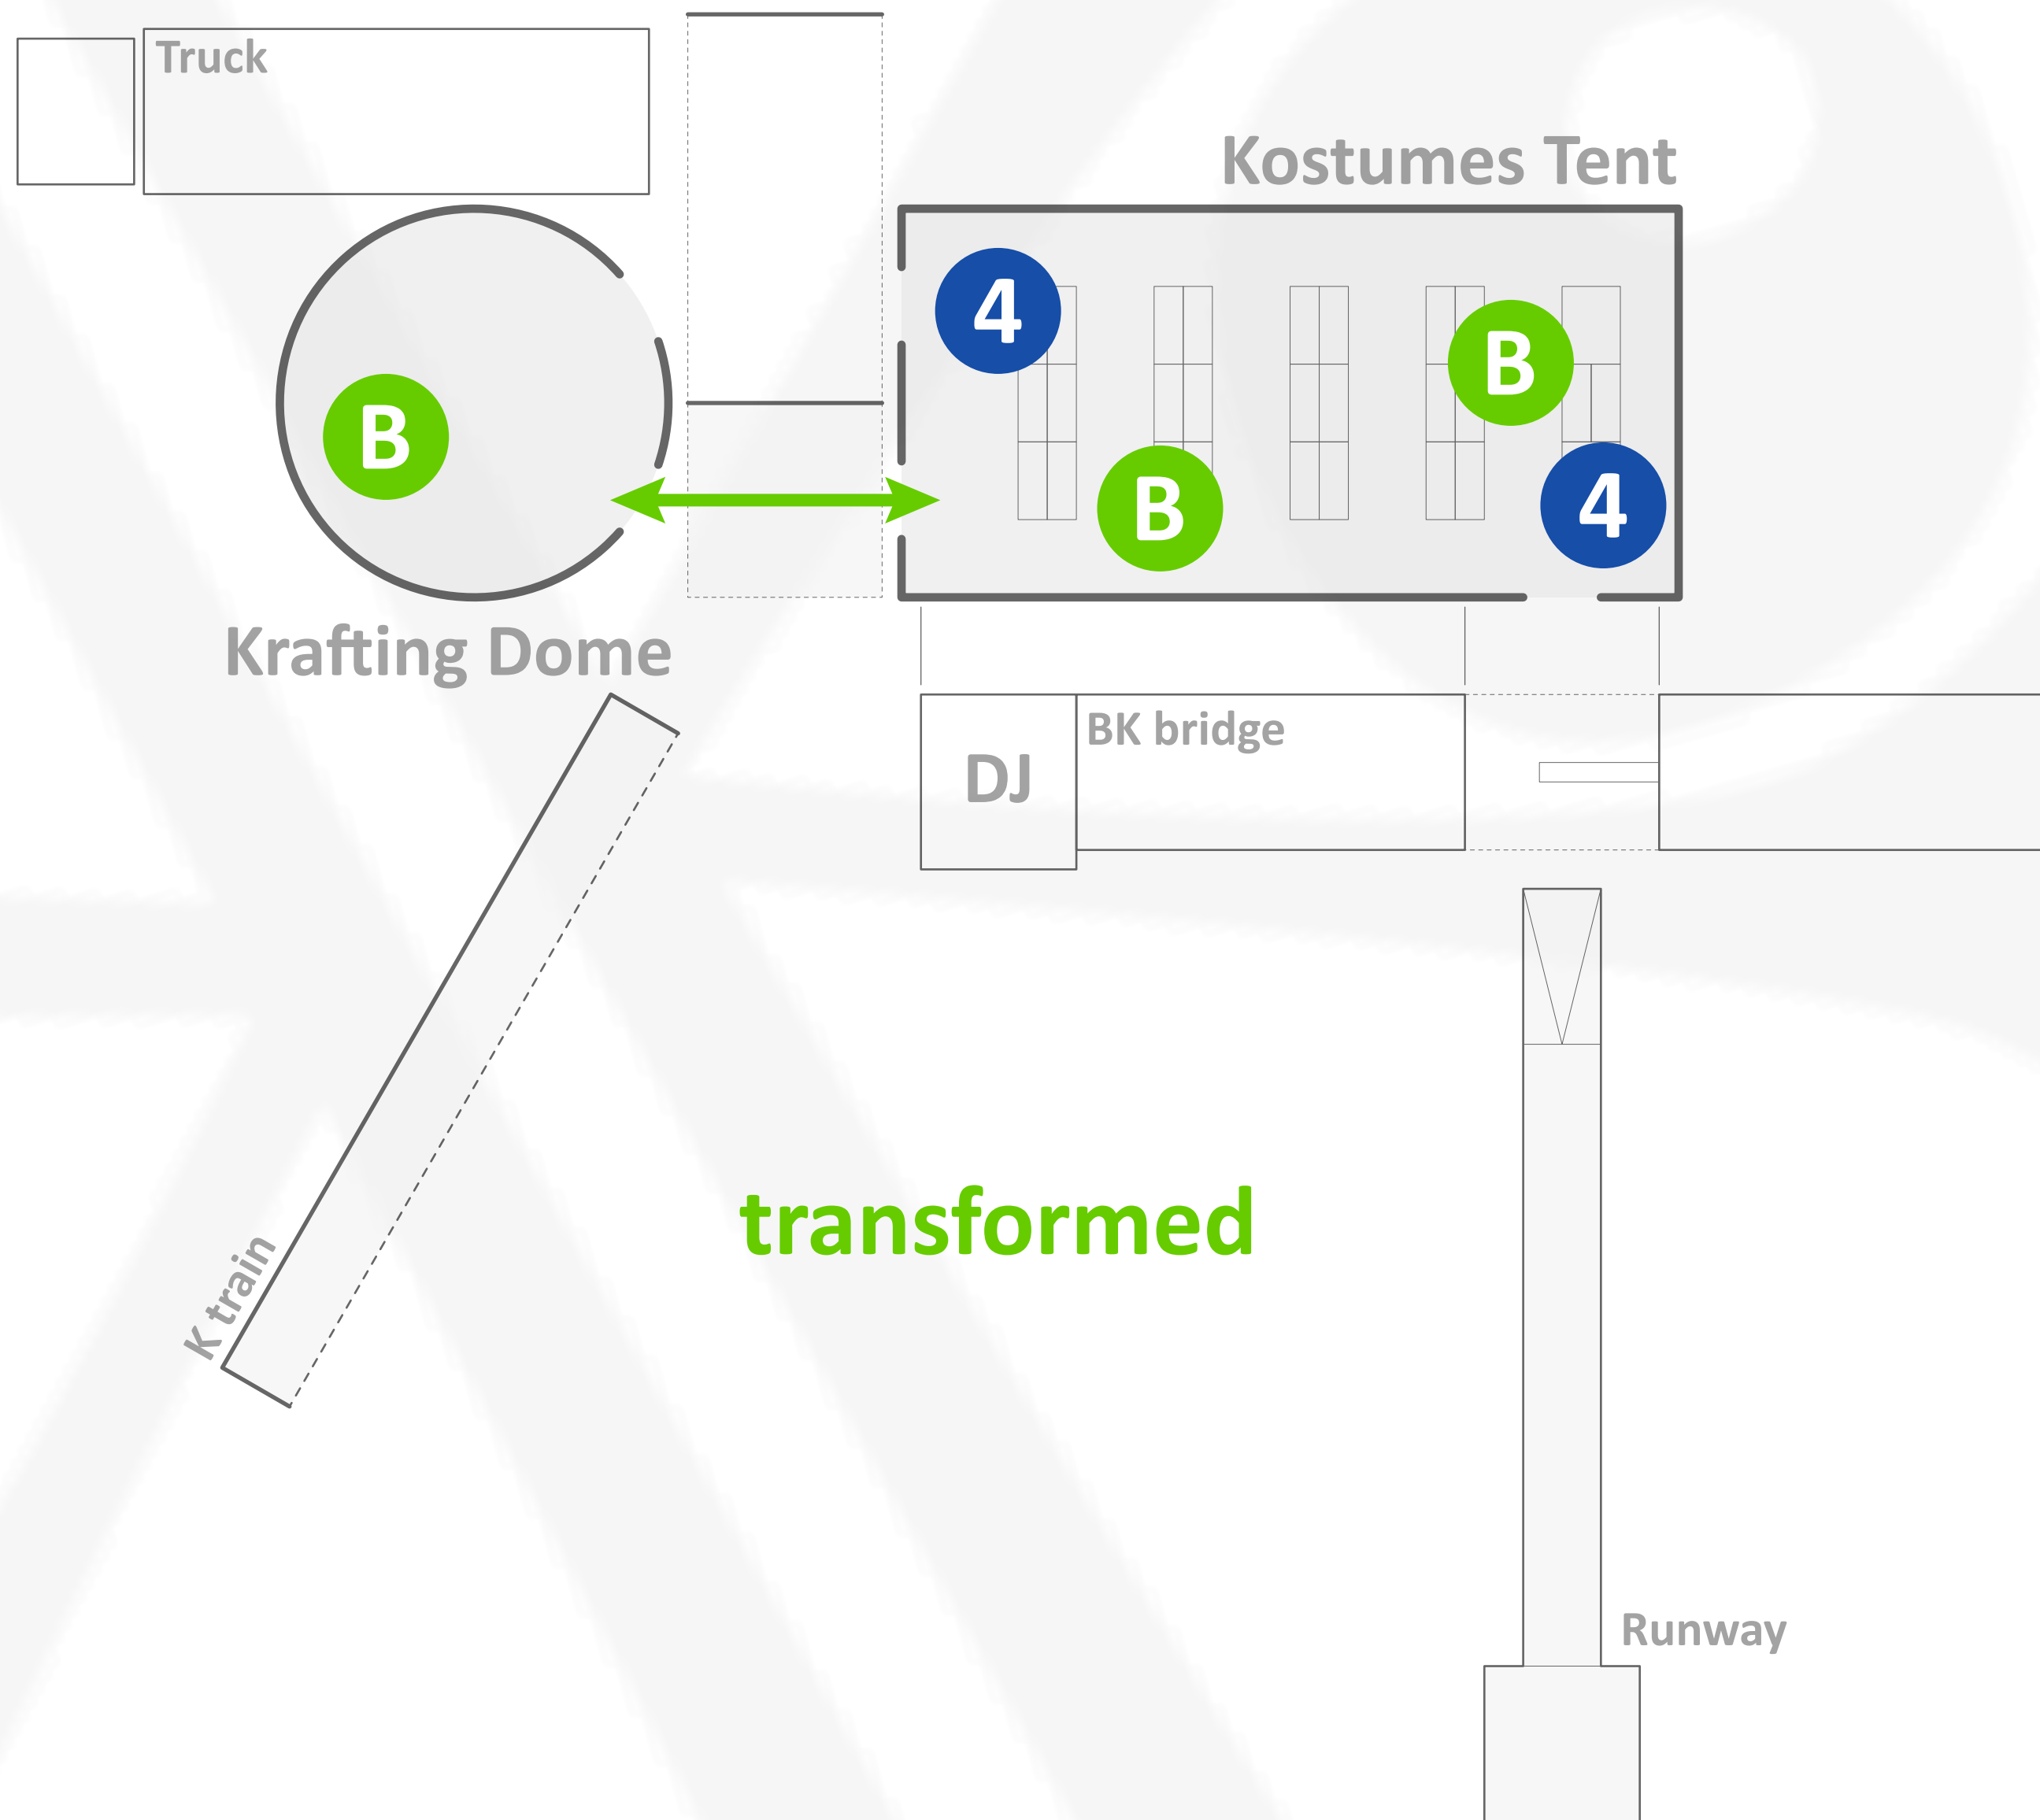 Truck
Kostumes Tent
4
B
B
B
4
Krafting Dome
BK bridge
DJ
transformed
K train
Runway